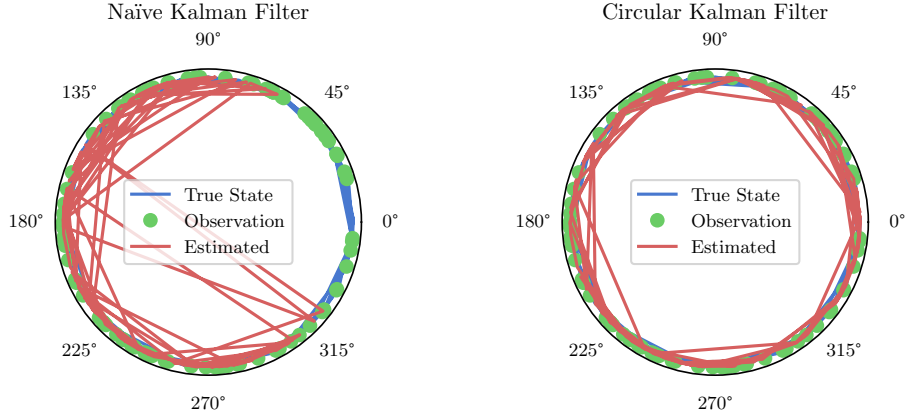 Naïve Kalman Filter
90°
135°
45°
180°
0°
225°
315°
270°
True State
Observation
Estimated
Circular Kalman Filter
90°
135°
45°
180°
0°
225°
315°
270°
True State
Observation
Estimated